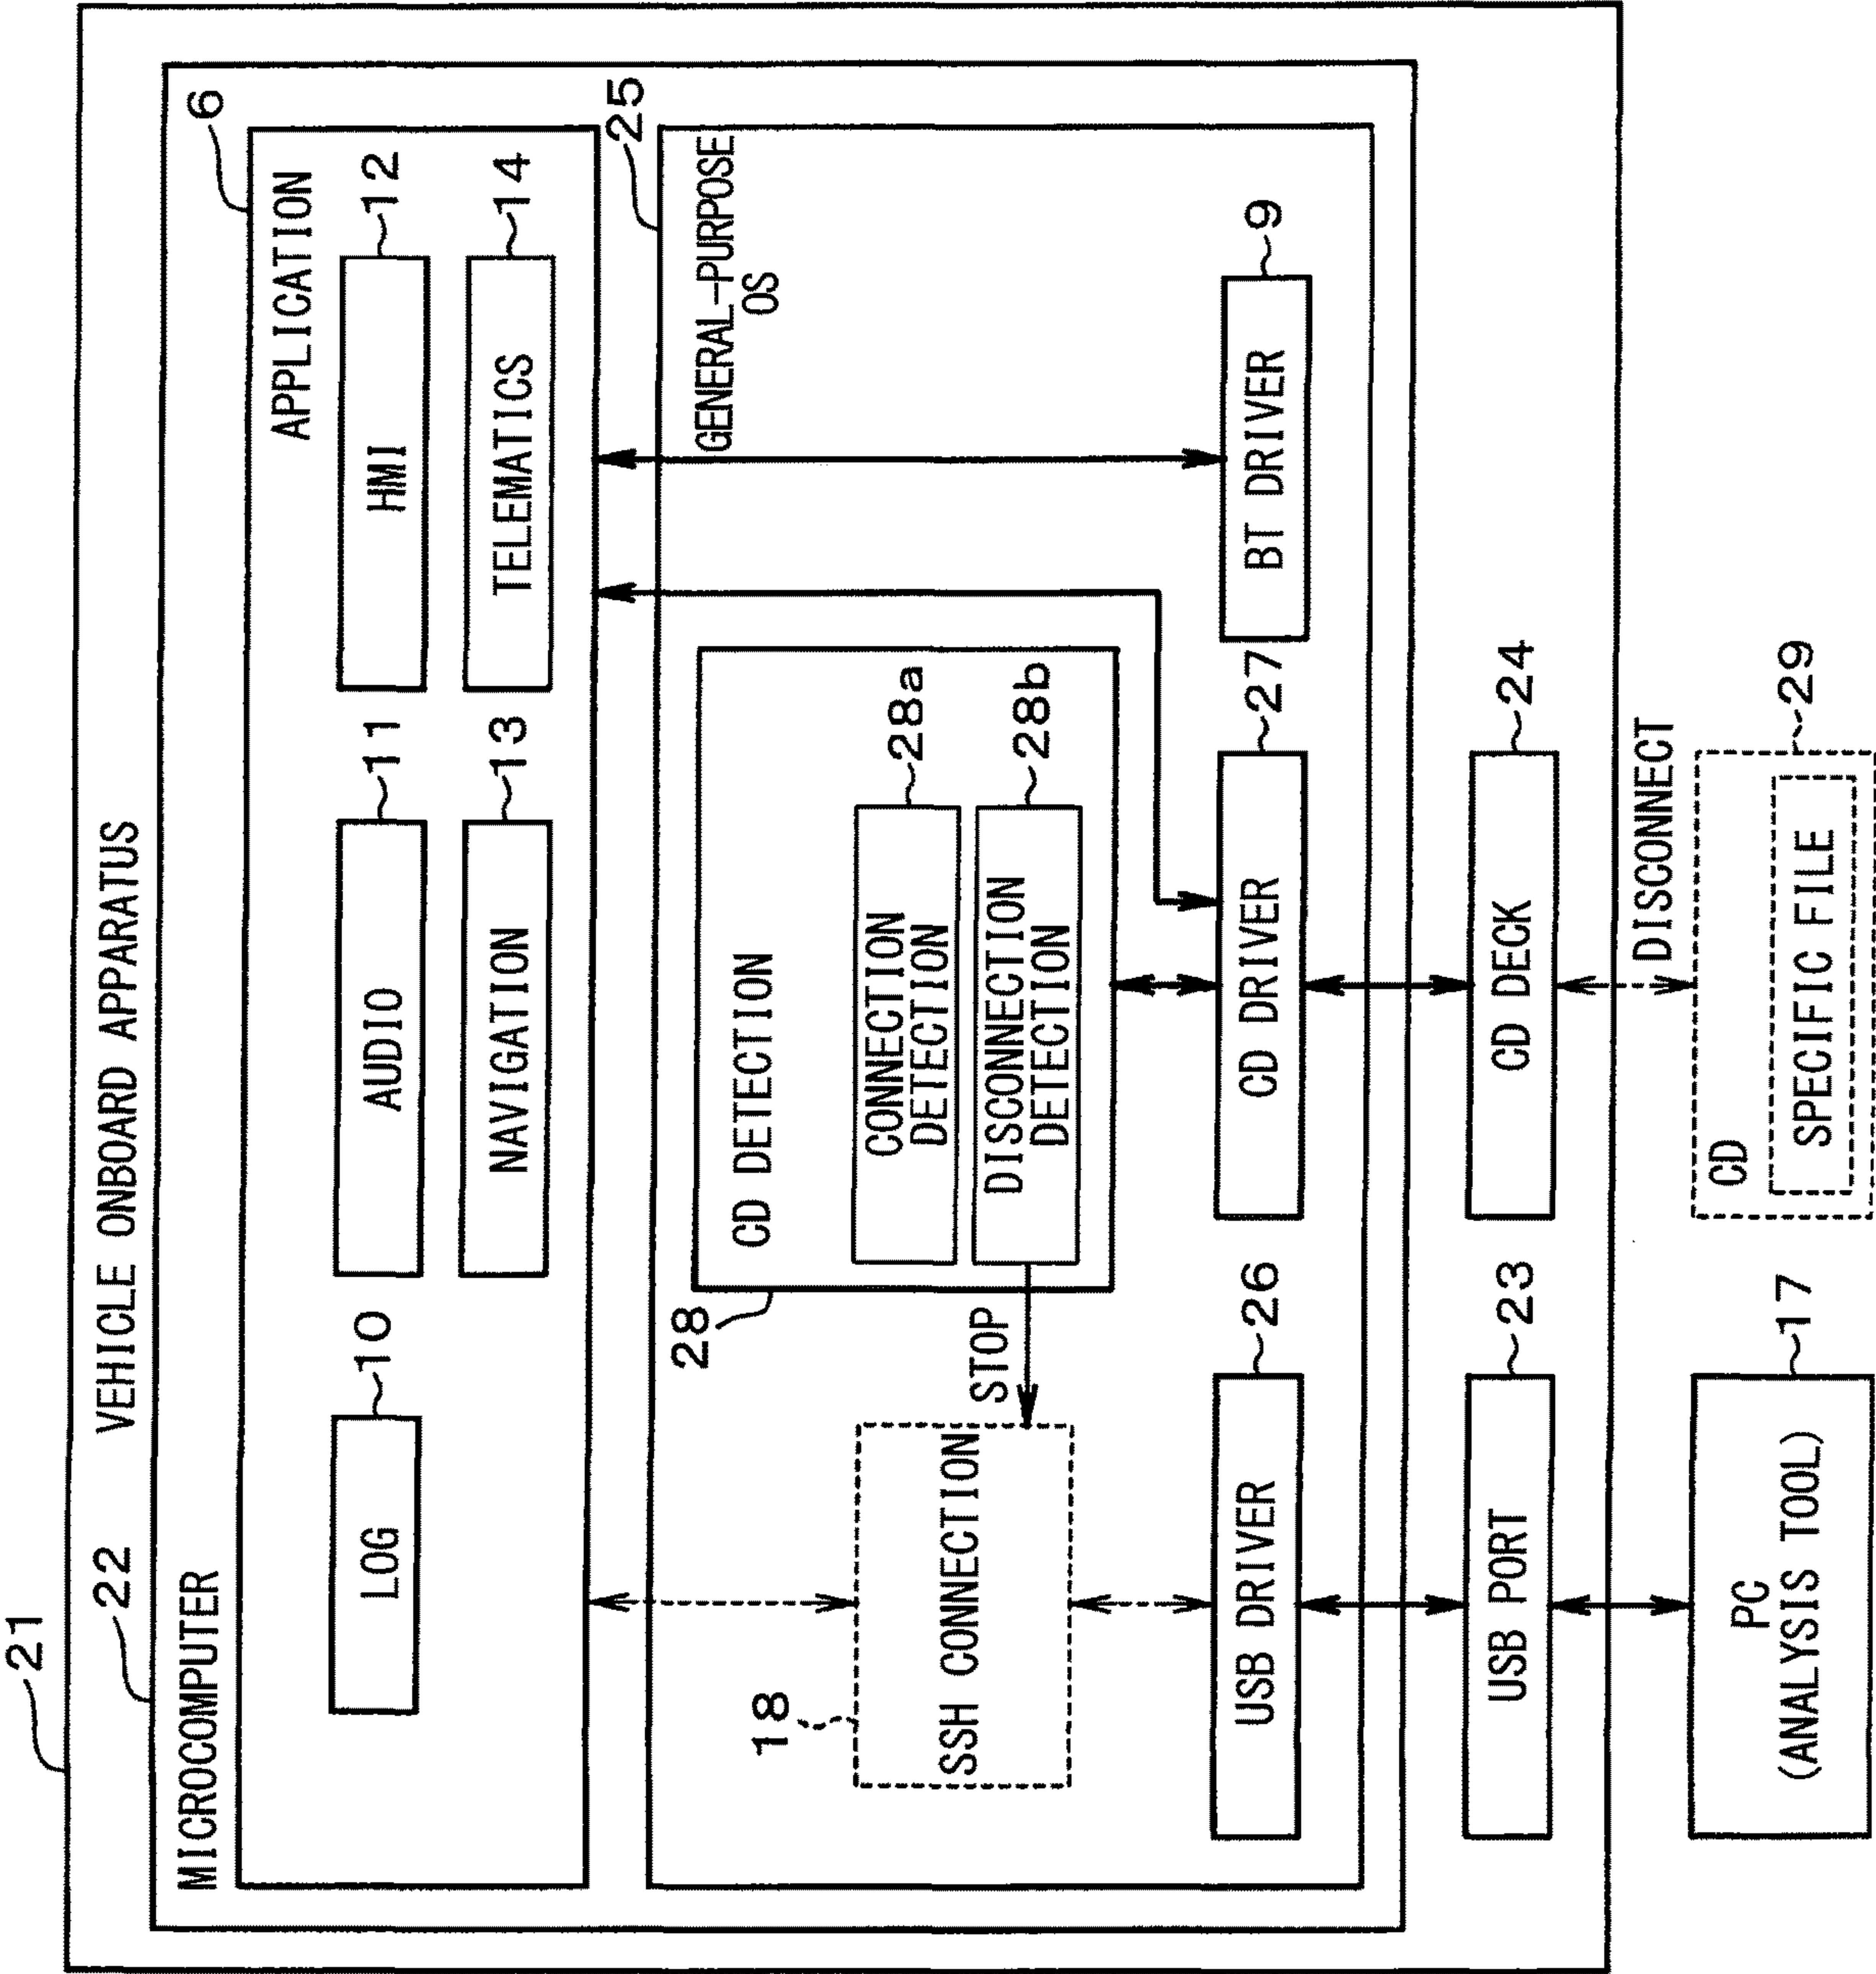 21
VEHICLE ONBOARD APPARATUS
22
MICROCOMPUTER
6
APPLICATION
10
LOG
11
AUDIO
12
HMI
13
NAVIGATION
14
TELEMATICS
25
GENERAL-PURPOSE
OS
28
CD DETECTION
28a
CONNECTION
DETECTION
28b
DISCONNECTION
DETECTION
STOP
18
SSH CONNECTION
26
USB DRIVER
27
CD DRIVER
9
BT DRIVER
23
USB PORT
24
CD DECK
DISCONNECT
17
PC
(ANALYSIS TOOL)
29
CD
SPECIFIC FILE